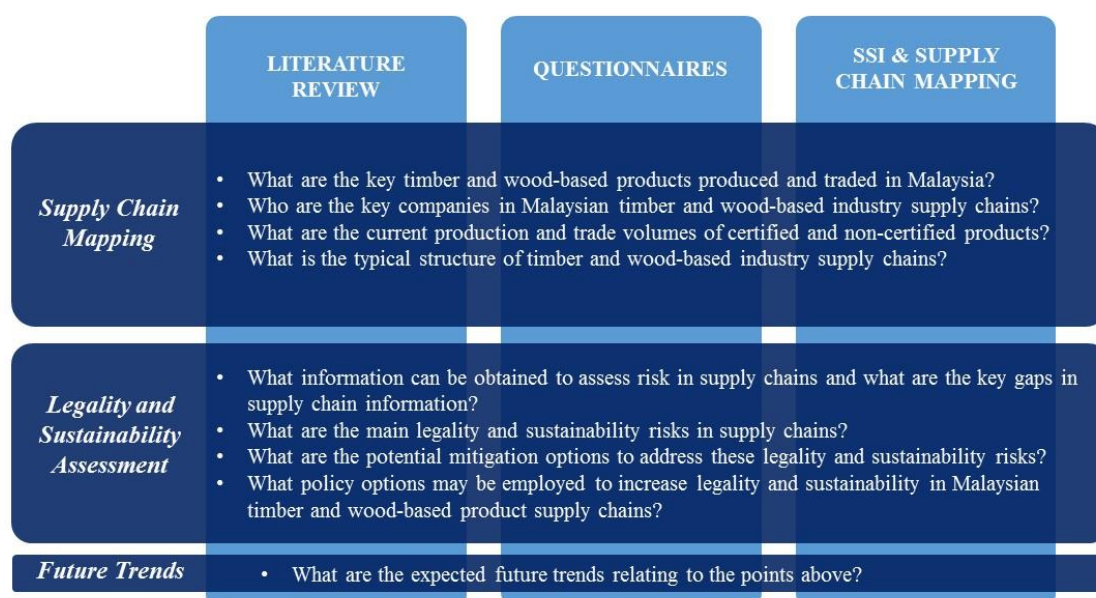 LITERATURE
REVIEW
QUESTIONNAIRES
SSI & SUPPLY
CHAIN MAPPING
Supply Chain
Mapping
• What are the key timber and wood-based products produced and traded in Malaysia?
• Who are the key companies in Malaysian timber and wood-based industry supply chains?
• What are the current production and trade volumes of certified and non-certified products?
• What is the typical structure of timber and wood-based industry supply chains?
Legality and
Sustainability
Assessment
• What information can be obtained to assess risk in supply chains and what are the key gaps in
supply chain information?
• What are the main legality and sustainability risks in supply chains?
• What are the potential mitigation options to address these legality and sustainability risks?
• What policy options may be employed to increase legality and sustainability in Malaysian
timber and wood-based product supply chains?
Future Trends
• What are the expected future trends relating to the points above?